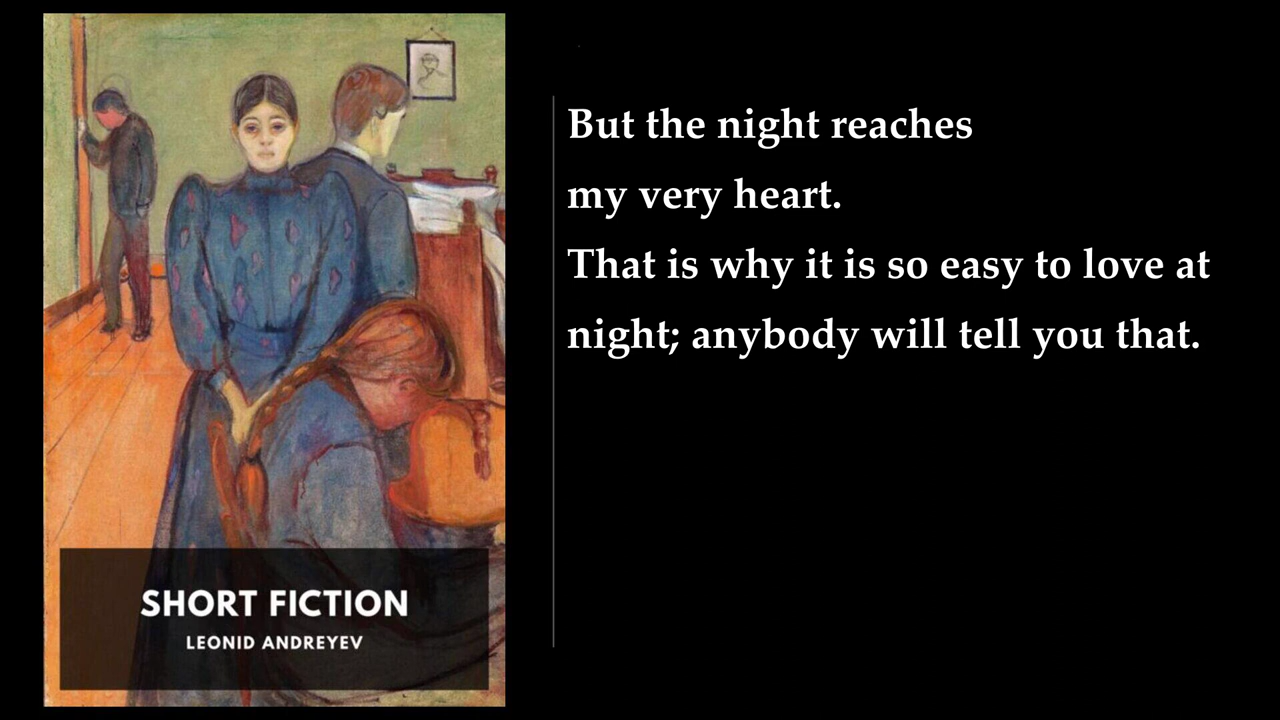 But the night reaches
my very heart.
That is why it is so easy to love at
night; anybody will tell you that.
SHORT FICTION
LEONID ANDREYEV